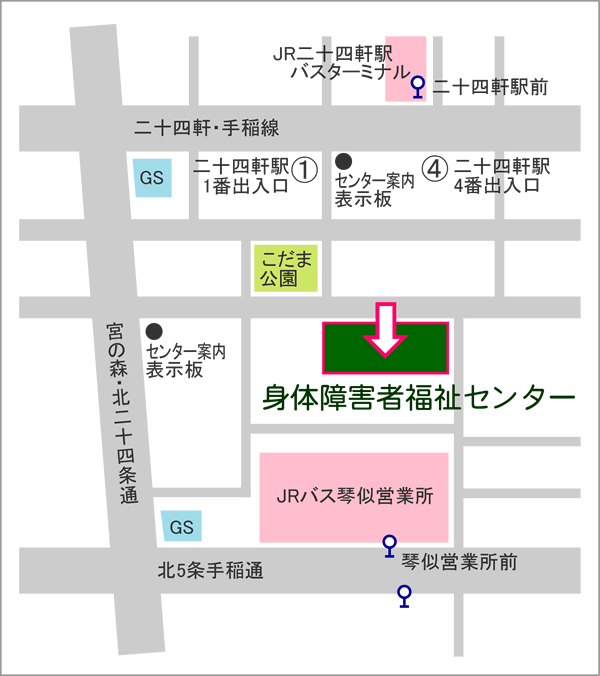 JR二十四軒駅
バスターミナル
二十四軒駅前
二十四軒・手稲線
GS
二十四軒駅
1番出入口
①
センター案内
表示板
④
二十四軒駅
4番出入口
こだま
公園
宮の森・北二十四条通
センター案内
表示板
身体障害者福祉センター
JRバス琴似営業所
GS
琴似営業所前
北5条手稲通